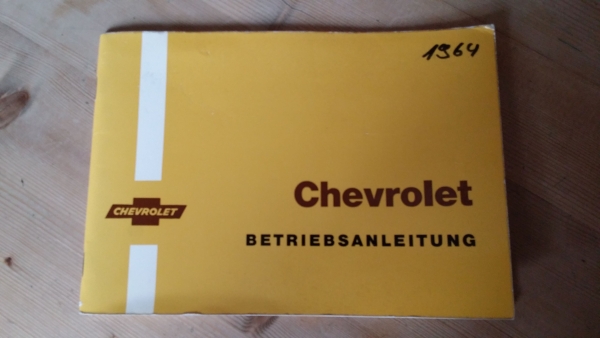 1964
Chevrolet
CHEVROLET
BETRIEBSANLEITUNG